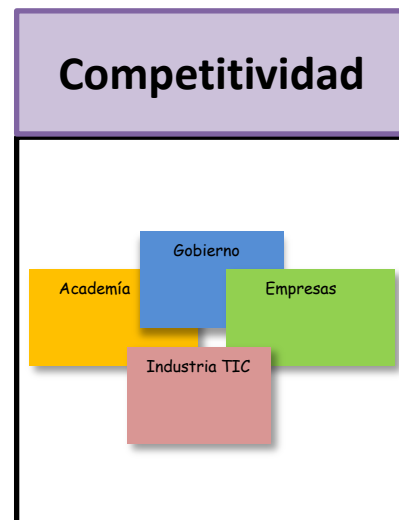 Competitividad
Gobierno
Academía
Empresas
Industria TIC